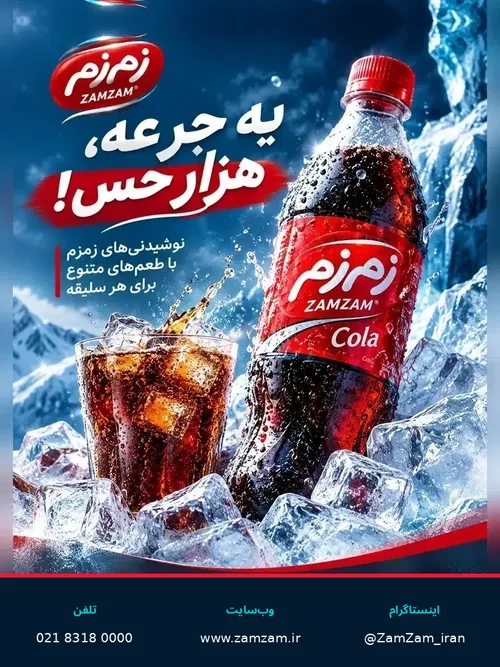 زمزم
ZAMZAM®
یه جرعه،
هزار حس!
نوشیدنی‌های زمزم
با طعم‌های متنوع
برای هر سلیقه
زمزم
ZAMZAM®
Cola
اینستاگرام
@ZamZam_iran
وب‌سایت
www.zamzam.ir
تلفن
021 8318 0000